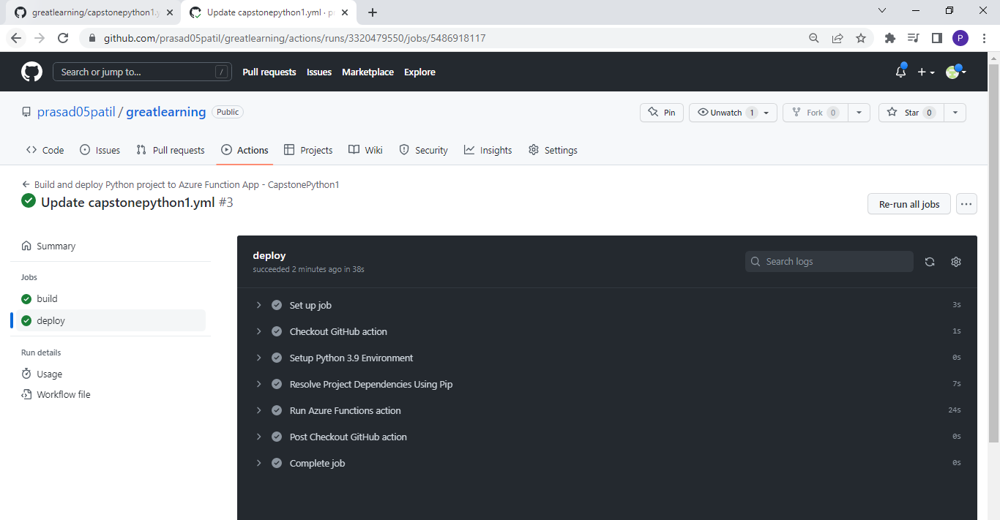 greatlearning/capstonepython1.y
Update capstonepython1.yml · pr
github.com/prasad05patil/greatlearning/actions/runs/3320479550/jobs/5486918117
P
Search or jump to... /
Pull requests Issues Marketplace Explore
prasad05patil / greatlearning Public
Pin Unwatch 1 Fork 0 Star 0
Code Issues Pull requests Actions Projects Wiki Security Insights Settings
Build and deploy Python project to Azure Function App - CapstonePython1
Update capstonepython1.yml #3
Re-run all jobs
Summary
Jobs
build
deploy
Run details
Usage
Workflow file
deploy
succeeded 2 minutes ago in 38s
Search logs
Set up job 3s
Checkout GitHub action 1s
Setup Python 3.9 Environment 0s
Resolve Project Dependencies Using Pip 7s
Run Azure Functions action 24s
Post Checkout GitHub action 0s
Complete job 0s